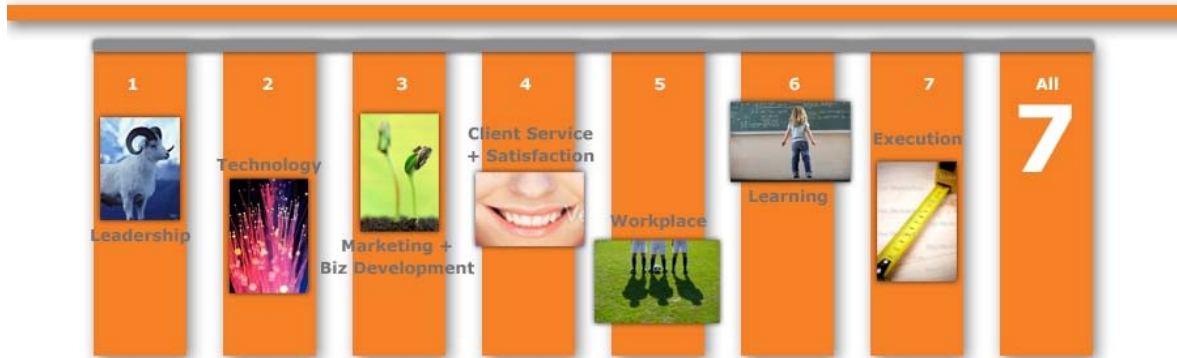 1
Leadership
2
Technology
3
Marketing +
Biz Development
4
Client Service
+ Satisfaction
5
Workplace
6
Learning
7
Execution
All
7